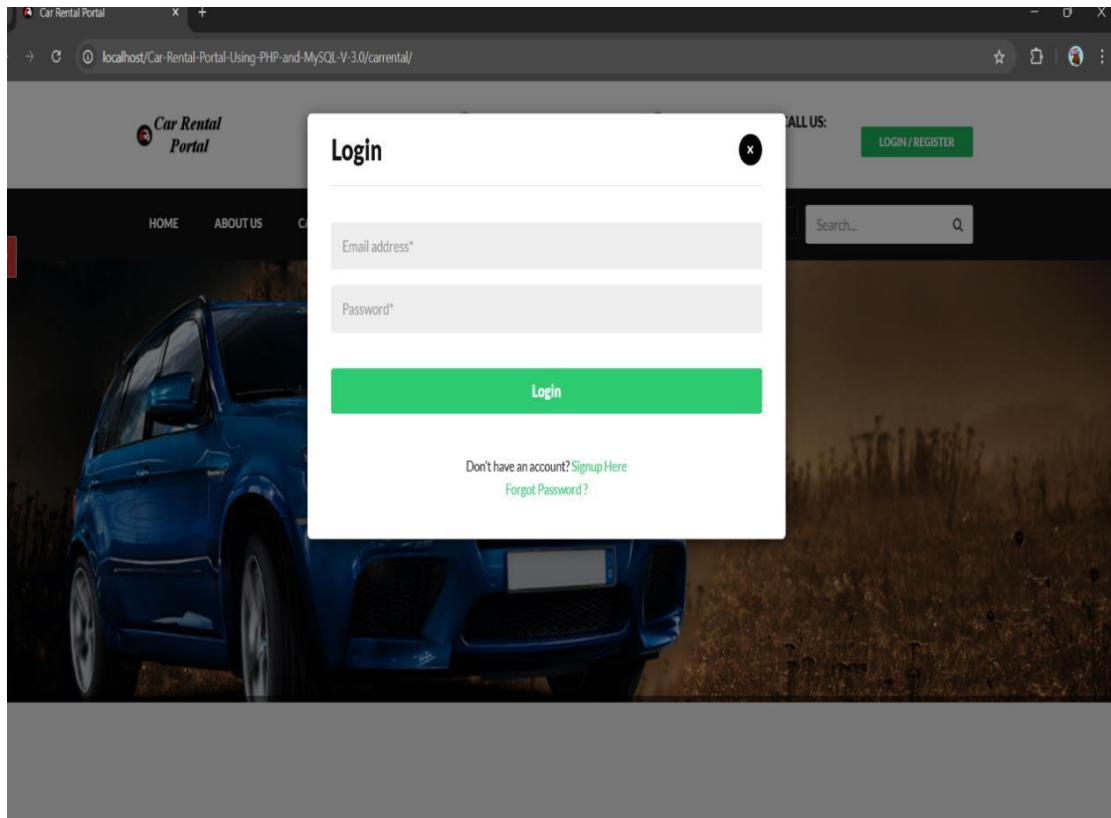 Car Rental Portal
localhost/Car-Rental-Portal-Using-PHP-and-MySQL-V-3.0/carrental/
Car Rental
Portal
CALL US:
LOGIN / REGISTER
HOME ABOUT US
Search...
Login
Email address*
Password*
Login
Don't have an account? Signup Here
Forgot Password ?